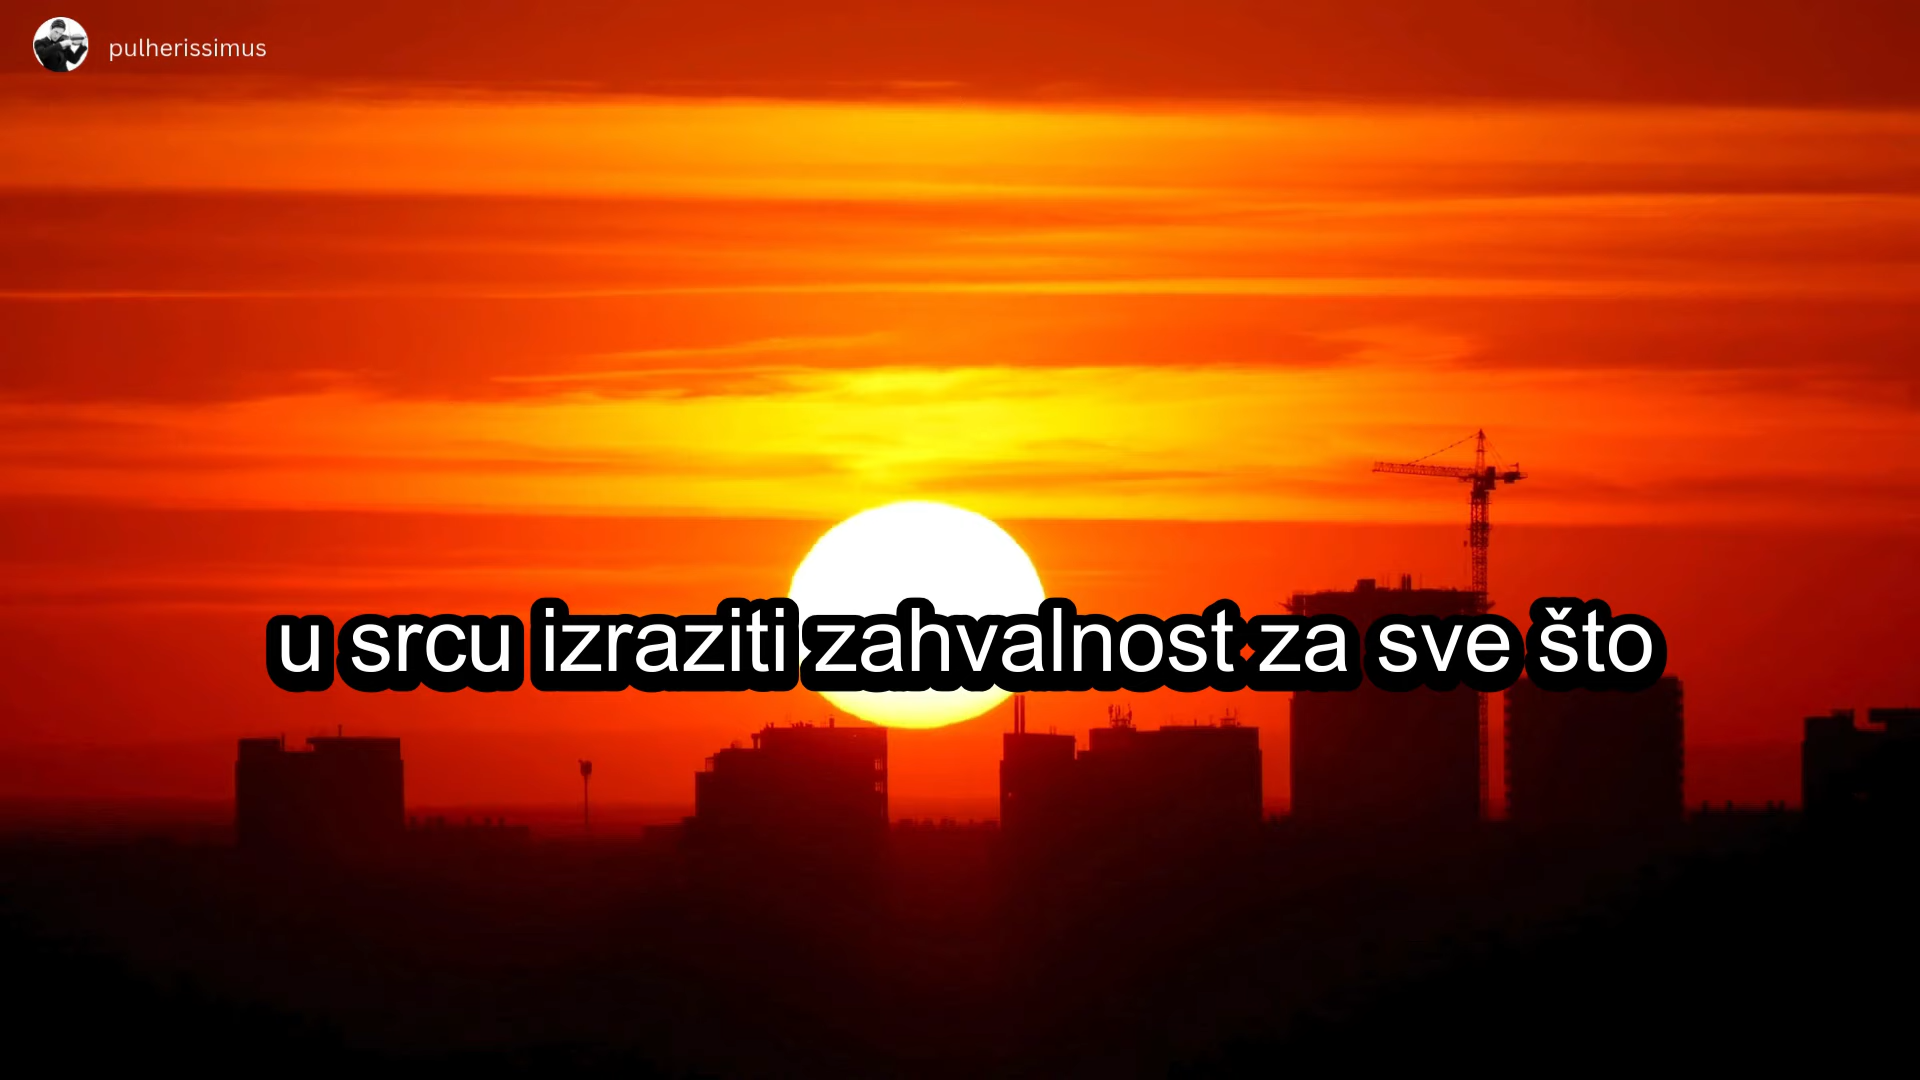 pulherissimus
u srcu izraziti zahvalnost za sve što